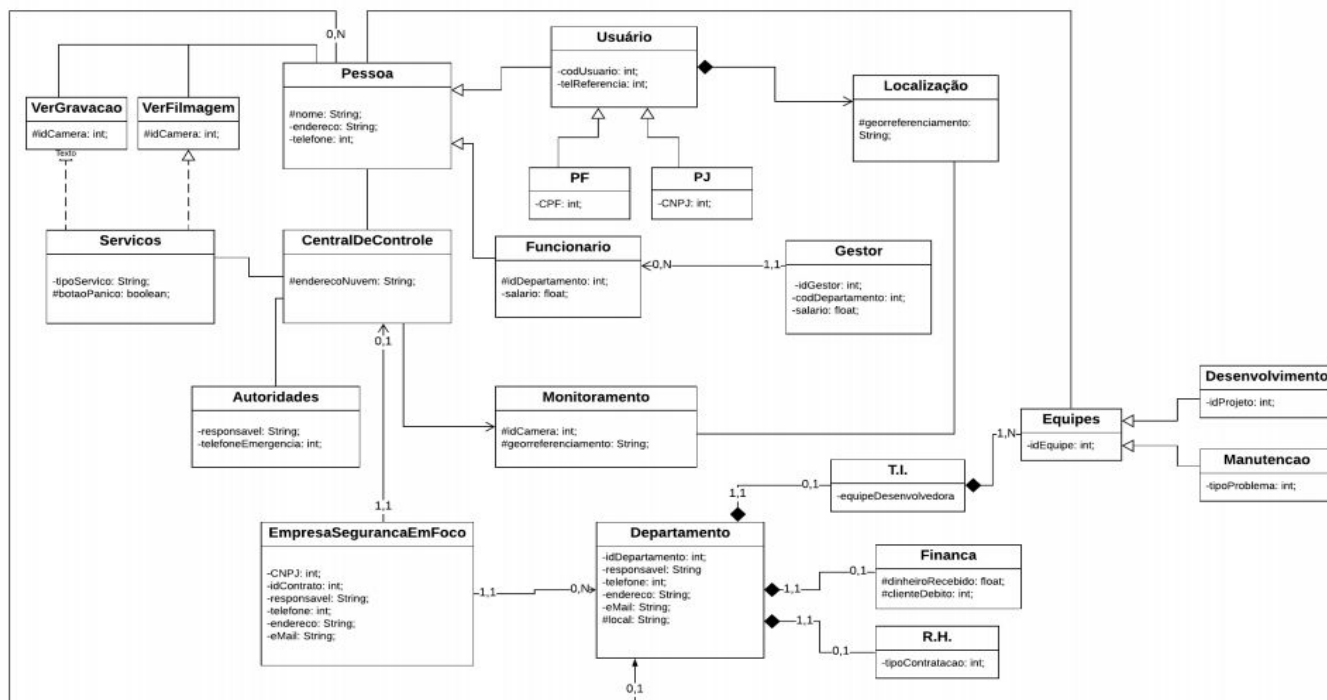 0,N
Usuário
-codUsuario: int;
-telReferencia: int;
Pessoa
#nome: String;
-endereco: String;
-telefone: int;
Localização
#georreferenciamento:
String;
VerGravacao
#idCamera: int;
VerFilmagem
#idCamera: int;
Texto
PF
-CPF: int;
PJ
-CNPJ: int;
Servicos
-tipoServico: String;
#botaoPanico: boolean;
CentralDeControle
#enderecoNuvem: String;
Funcionario
#idDepartamento: int;
-salario: float;
0,N
1,1
Gestor
-idGestor: int;
-codDepartamento: int;
-salario: float;
0,1
Autoridades
-responsavel: String;
-telefoneEmergencia: int;
Monitoramento
#idCamera: int;
#georreferenciamento: String;
Desenvolvimento
-idProjeto: int;
Equipes
-idEquipe: int;
1,N
Manutencao
-tipoProblema: int;
T.I.
-equipeDesenvolvedora
0,1
1,1
1,1
EmpresaSegurancaEmFoco
-CNPJ: int;
-idContrato: int;
-responsavel: String;
-telefone: int;
-endereco: String;
-eMail: String;
1,1
0,N
Departamento
-idDepartamento: int;
-responsavel: String
-telefone: int;
-endereco: String;
-eMail: String;
#local: String;
1,1
0,1
Financa
#dinheiroRecebido: float;
#clienteDebito: int;
1,1
0,1
R.H.
-tipoContratacao: int;
0,1